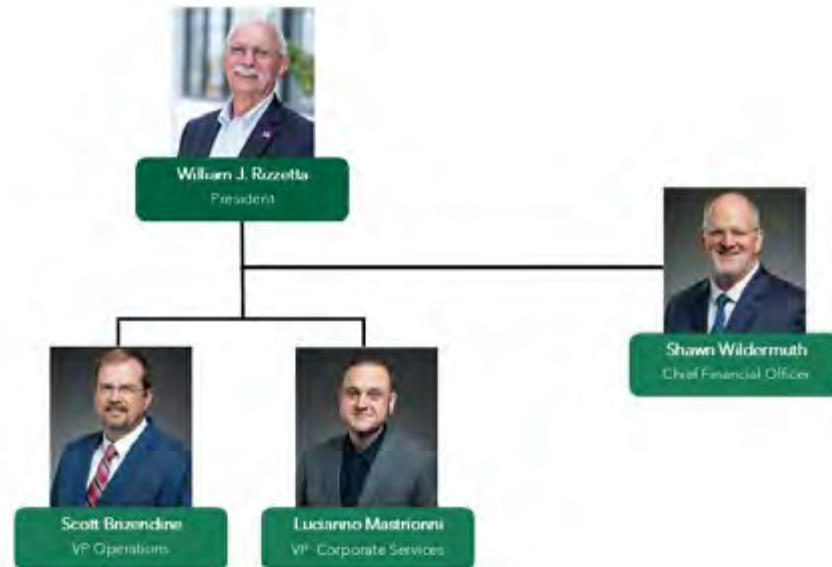 William J. Rizzetta
President
Shawn Wildermuth
Chief Financial Officer
Scott Brizendine
VP Operations
Lucianno Mastrionni
VP Corporate Services